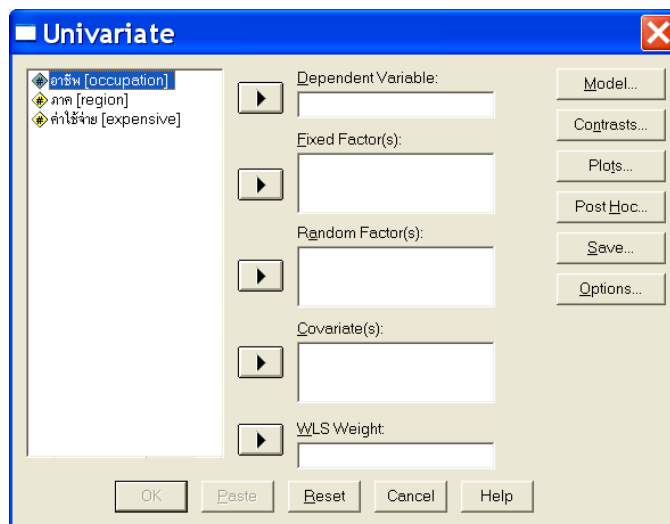 Univariate
อาชีพ [occupation]
ภาค [region]
ค่าใช้จ่าย [expensive]
Dependent Variable:
Fixed Factor(s):
Random Factor(s):
Covariate(s):
WLS Weight:
Model...
Contrasts...
Plots...
Post Hoc...
Save...
Options...
OK
Paste
Reset
Cancel
Help